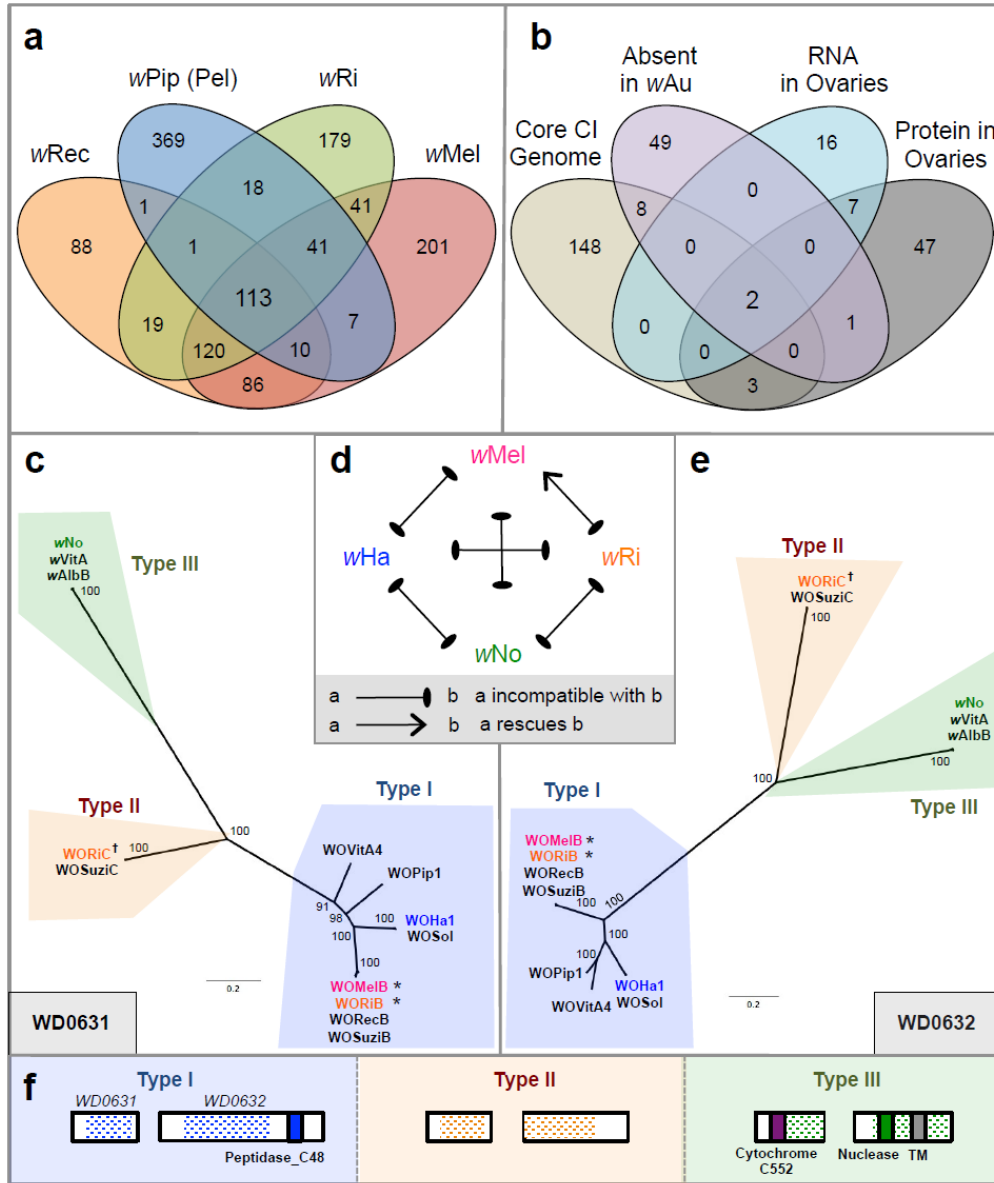 a
wPip (Pel)
wRi
wRec
wMel
369
179
18
1
41
88
1
41
201
113
19
7
120
10
86
b
Absent
in wAu
RNA
in Ovaries
Core CI
Genome
Protein in
Ovaries
49
16
0
8
7
148
0
0
47
2
0
1
0
0
3
c
wNo
wVitA
wAlbB
100
Type III
Type II
WORiC†
WOSuziC
100
100
Type I
WOVitA4
WOPip1
91
98
100
100
WOHa1
WOSol
100
WOMelB *
WORiB *
WORecB
WOSuziB
0.2
WD0631
d
wMel
wHa
wRi
wNo
a b a incompatible with b
a b a rescues b
e
Type II
WORiC†
WOSuziC
100
wNo
wVitA
wAlbB
100
100
Type III
Type I
WOMelB *
WORiB *
WORecB
WOSuziB
100
100
100
100
WOPip1
WOVitA4
WOHa1
WOSol
0.2
WD0632
f
Type I
WD0631
WD0632
Peptidase_C48
Type II
Type III
Cytochrome
C552
Nuclease
TM